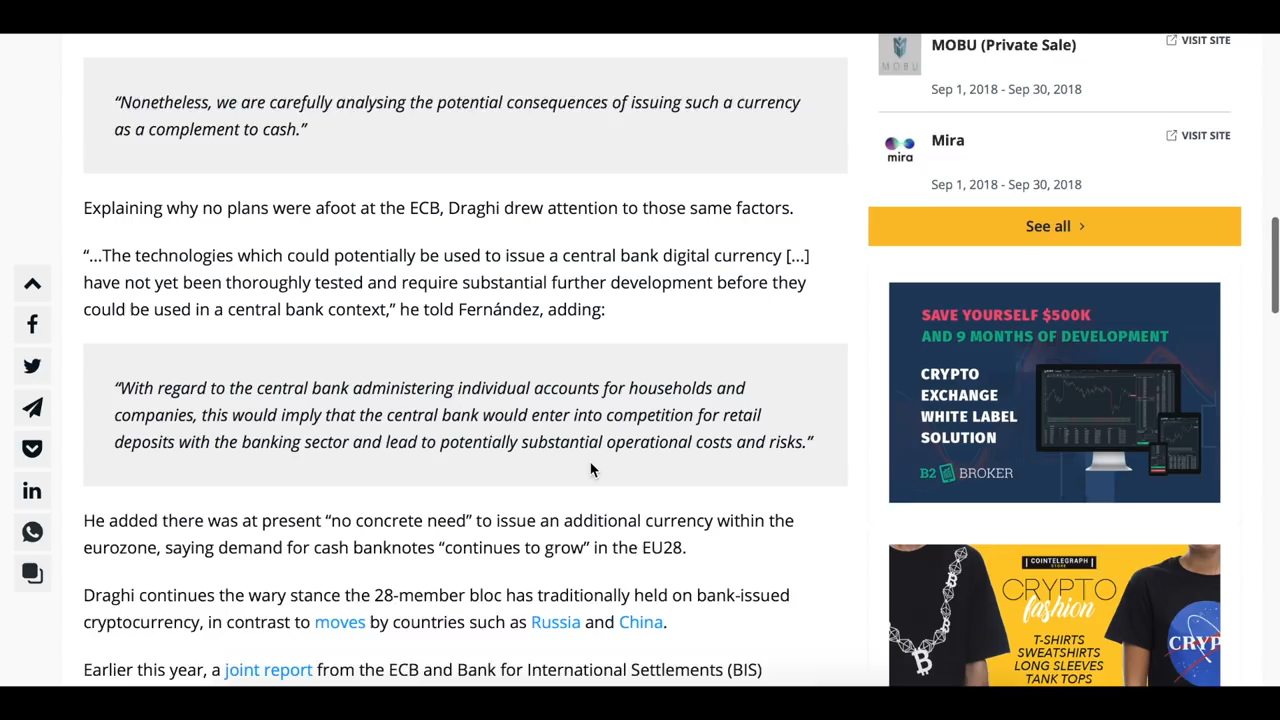 “Nonetheless, we are carefully analysing the potential consequences of issuing such a currency
as a complement to cash.”
Explaining why no plans were afoot at the ECB, Draghi drew attention to those same factors.
“…The technologies which could potentially be used to issue a central bank digital currency […]
have not yet been thoroughly tested and require substantial further development before they
could be used in a central bank context,” he told Fernández, adding:
“With regard to the central bank administering individual accounts for households and
companies, this would imply that the central bank would enter into competition for retail
deposits with the banking sector and lead to potentially substantial operational costs and risks.”
He added there was at present “no concrete need” to issue an additional currency within the
eurozone, saying demand for cash banknotes “continues to grow” in the EU28.
Draghi continues the wary stance the 28-member bloc has traditionally held on bank-issued
cryptocurrency, in contrast to moves by countries such as Russia and China.
Earlier this year, a joint report from the ECB and Bank for International Settlements (BIS)
MOBU
MOBU (Private Sale)
VISIT SITE
Sep 1, 2018 - Sep 30, 2018
mira
Mira
VISIT SITE
Sep 1, 2018 - Sep 30, 2018
See all
SAVE YOURSELF $500K
AND 9 MONTHS OF DEVELOPMENT
CRYPTO
EXCHANGE
WHITE LABEL
SOLUTION
B2 BROKER
COINTELEGRAPH
STORE
CRYPTO
fashion
T-SHIRTS
SWEATSHIRTS
LONG SLEEVES
TANK TOPS
CRYP